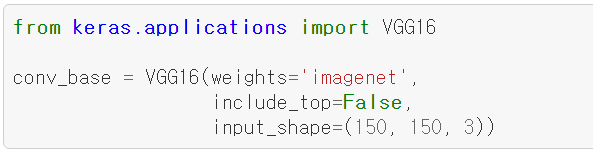 from keras.applications import VGG16
conv_base = VGG16(weights='imagenet',
                  include_top=False,
                  input_shape=(150, 150, 3))